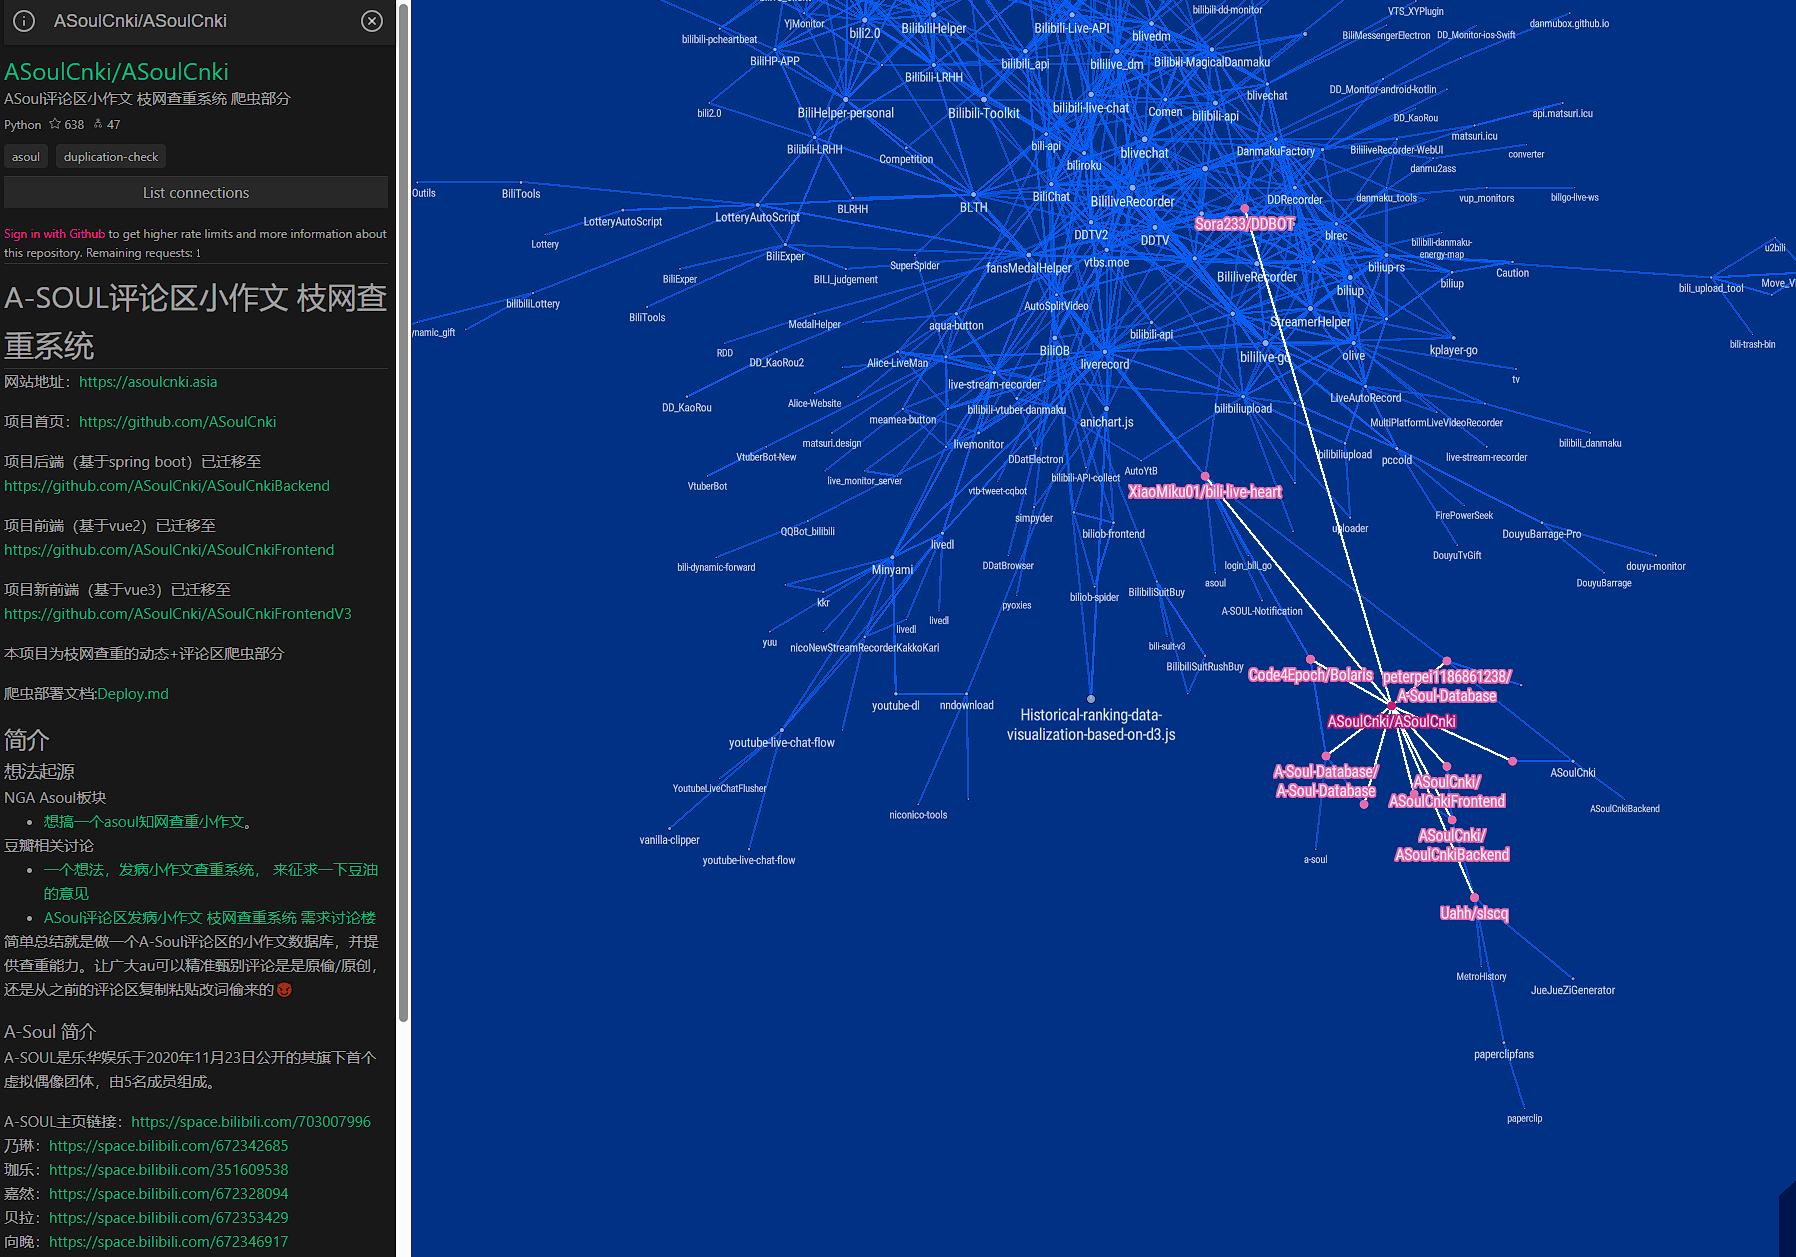 ASoulCnki/ASoulCnki
ASoulCnki/ASoulCnki
ASoul评论区小作文 枝网查重系统 爬虫部分
Python 638 47
asoul duplication-check
List connections
Sign in with Github to get higher rate limits and more information about
this repository. Remaining requests: 1
A-SOUL评论区小作文 枝网查
重系统
网站地址：https://asoulcnki.asia
项目首页：https://github.com/ASoulCnki
项目后端（基于spring boot）已迁移至
https://github.com/ASoulCnki/ASoulCnkiBackend
项目前端（基于vue2）已迁移至
https://github.com/ASoulCnki/ASoulCnkiFrontend
项目新前端（基于vue3）已迁移至
https://github.com/ASoulCnki/ASoulCnkiFrontendV3
本项目为枝网查重的动态+评论区爬虫部分
爬虫部署文档:Deploy.md
简介
想法起源
NGA Asoul板块
想搞一个asoul知网查重小作文。
豆瓣相关讨论
一个想法，发病小作文查重系统， 来征求一下豆油
的意见
ASoul评论区发病小作文 枝网查重系统 需求讨论楼
简单总结就是做一个A-Soul评论区的小作文数据库，并提
供查重能力。让广大au可以精准甄别评论是是原偷/原创，
还是从之前的评论区复制粘贴改词偷来的
A-Soul 简介
A-SOUL是乐华娱乐于2020年11月23日公开的其旗下首个
虚拟偶像团体，由5名成员组成。
A-SOUL主页链接：https://space.bilibili.com/703007996
乃琳：https://space.bilibili.com/672342685
珈乐：https://space.bilibili.com/351609538
嘉然：https://space.bilibili.com/672328094
贝拉：https://space.bilibili.com/672353429
向晚：https://space.bilibili.com/672346917
bilibili-dd-monitor
VTS_XYPlugin
YjMonitor
BilibiliHelper
Bilibili-Live-API
danmubox.github.io
bili2.0
blivedm
BiliMessengerElectron
DD_Monitor-ios-Swift
bilibili-pcheartbeat
BiliHP-APP
bilibili_api
bililive_dm
Bilibili-MagicalDanmaku
Bilibili-LRHH
DD_Monitor-android-kotlin
blivechat
bili2.0
BiliHelper-personal
Bilibili-Toolkit
bilibili-live-chat
Comen
bilibili-api
DD_KaoRou
api.matsuri.icu
matsuri.icu
Bilibili-LRHH
bili-api
Competition
biliroku
blivechat
DanmakuFactory
BililiveRecorder-WebUI
converter
danmu2ass
Outils
BiliTools
BiliChat
BililiveRecorder
DDRecorder
danmaku_tools
vup_monitors
bilgo-live-ws
LotteryAutoScript
LotteryAutoScript
BLRHH
BLTH
Sora233/DDBOT
Lottery
DDTV2
DDTV
blrec
bilibili-danmaku-
energy-map
u2bili
BiliExper
SuperSpider
fansMedalHelper
vtbs.moe
BililiveRecorder
biliup-rs
biliup
biliup
Caution
BiliExper
BILI_judgement
bili_upload_tool
Move_Vi
bilibiliLottery
BiliTools
AutoSplitVideo
MedalHelper
aqua-button
bilibili-api
StreamerHelper
ynamic_gift
RDD
DD_KaoRou2
Alice-LiveMan
BiliOB
liverecord
bililive-go
olive
kplayer-go
bili-trash-bin
live-stream-recorder
tv
DD_KaoRou
Alice-Website
meamea-button
bilibili-vtuber-danmaku
anichart.js
bilibiliupload
LiveAutoRecord
MultiPlatformLiveVideoRecorder
matsuri.design
livemonitor
VtuberBot-New
DDatElectron
bilibiliupload
pccold
live-stream-recorder
bilibili_danmaku
VtuberBot
live_monitor_server
AutoYtB
bilibili-API-collect
vtb-tweet-cqbot
XiaoMiku01/bili-live-heart
simpyder
FirePowerSeek
QQBot_bilibili
biliob-frontend
uploader
DouyuBarrage-Pro
livedl
bili-dynamic-forward
Minyami
DDatBrowser
login_bili_go
asoul
DouyuTvGift
douyu-monitor
DouyuBarrage
kkr
pyoxies
biliob-spider
BilibiliSuitBuy
A-SOUL-Notification
livedl
livedl
yuu
nicoNewStreamRecorderKakkoKari
bili-suit-v3
BilibiliSuitRushBuy
Code4Epoch/Bolaris
peterpei1186861238/
A-Soul-Database
youtube-dl
nndownload
Historical-ranking-data-
visualization-based-on-d3.js
ASoulCnki/ASoulCnki
youtube-live-chat-flow
A-Soul-Database/
A-Soul-Database
ASoulCnki/
ASoulCnkiFrontend
ASoulCnki
YoutubeLiveChatFlusher
niconico-tools
ASoulCnkiBackend
vanilla-clipper
youtube-live-chat-flow
ASoulCnki/
ASoulCnkiBackend
a-soul
Uahh/slscq
MetroHistory
JueJueZiGenerator
paperclipfans
paperclip